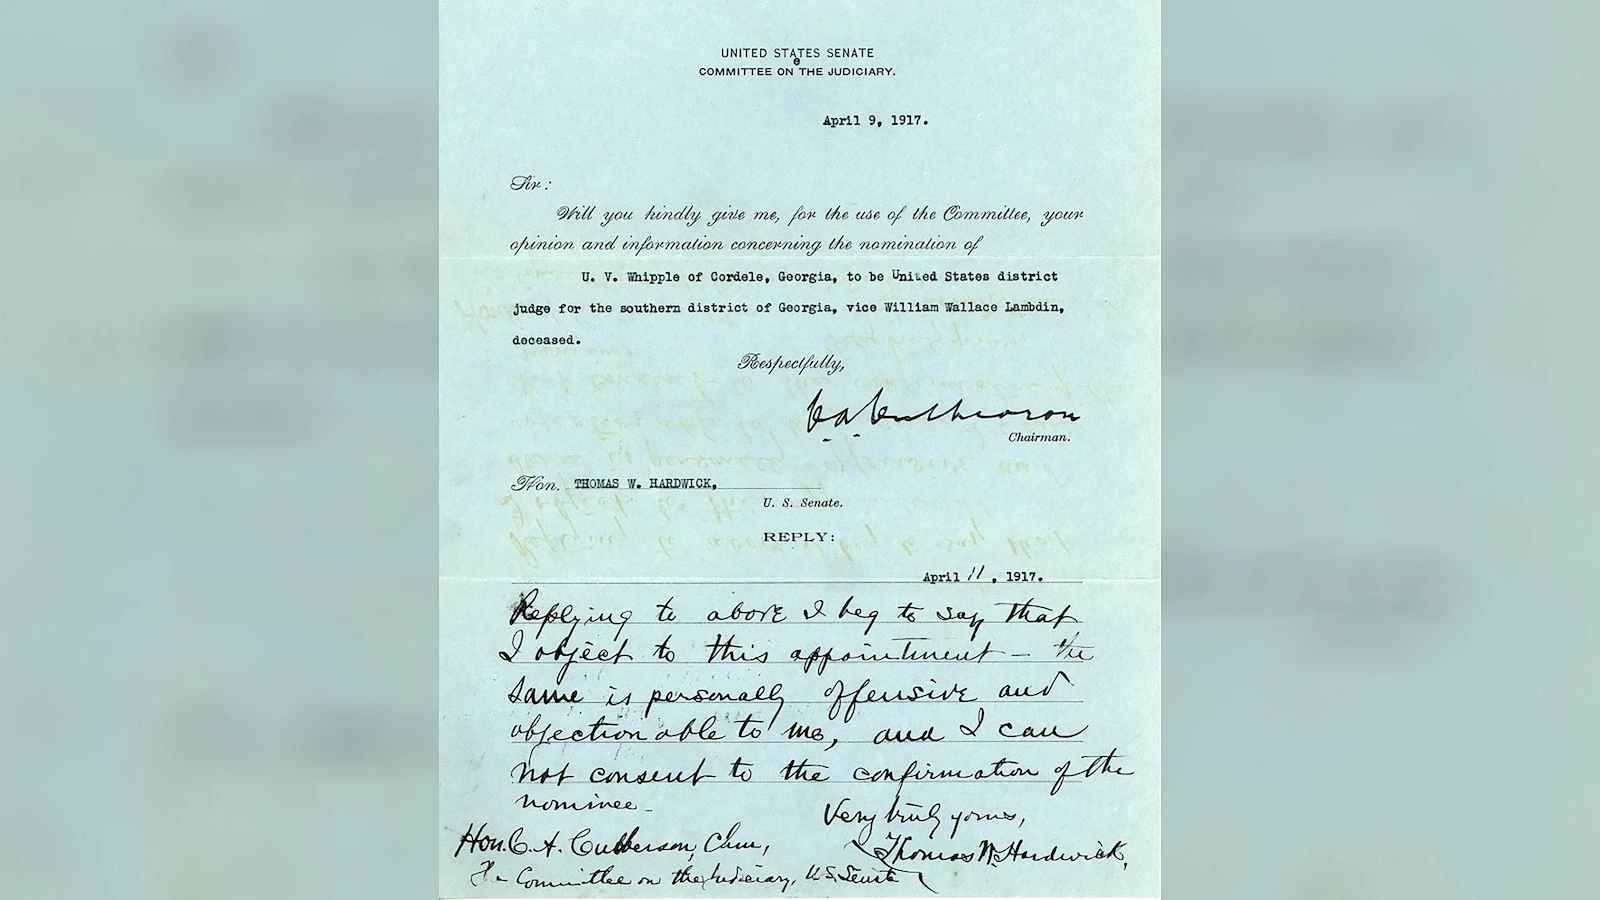 UNITED STATES SENATE
COMMITTEE ON THE JUDICIARY.
April 9, 1917.
Sir:
Will you kindly give me, for the use of the Committee, your
opinion and information concerning the nomination of
U. V. Whipple of Cordele, Georgia, to be United States district
judge for the southern district of Georgia, vice William Wallace Lambdin,
deceased.
Respectfully,
C A Culberson
Chairman.
Hon. THOMAS W. HARDWICK,
U. S. Senate.
REPLY:
April 11, 1917.
Replying to above I beg to say that
I object to this appointment — the
same is personally offensive and
objectionable to me, and I can
not consent to the confirmation of the
nominee.
Very truly yours,
Hon. C. A. Culberson, Chm,
Thomas W. Hardwick,
Committee on the Judiciary, U.S. Senate